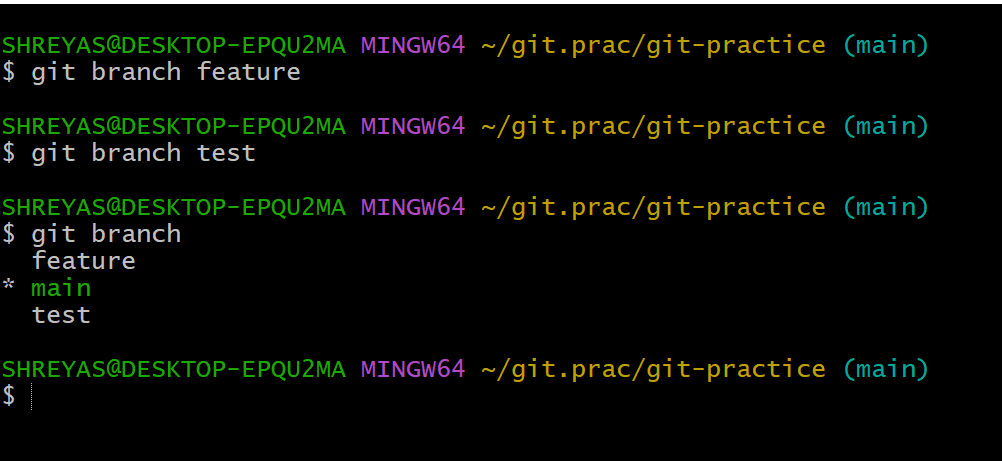 SHREYAS@DESKTOP-EPQU2MA MINGW64 ~/git.prac/git-practice (main)
$ git branch feature
SHREYAS@DESKTOP-EPQU2MA MINGW64 ~/git.prac/git-practice (main)
$ git branch test
SHREYAS@DESKTOP-EPQU2MA MINGW64 ~/git.prac/git-practice (main)
$ git branch
  feature
* main
  test
SHREYAS@DESKTOP-EPQU2MA MINGW64 ~/git.prac/git-practice (main)
$